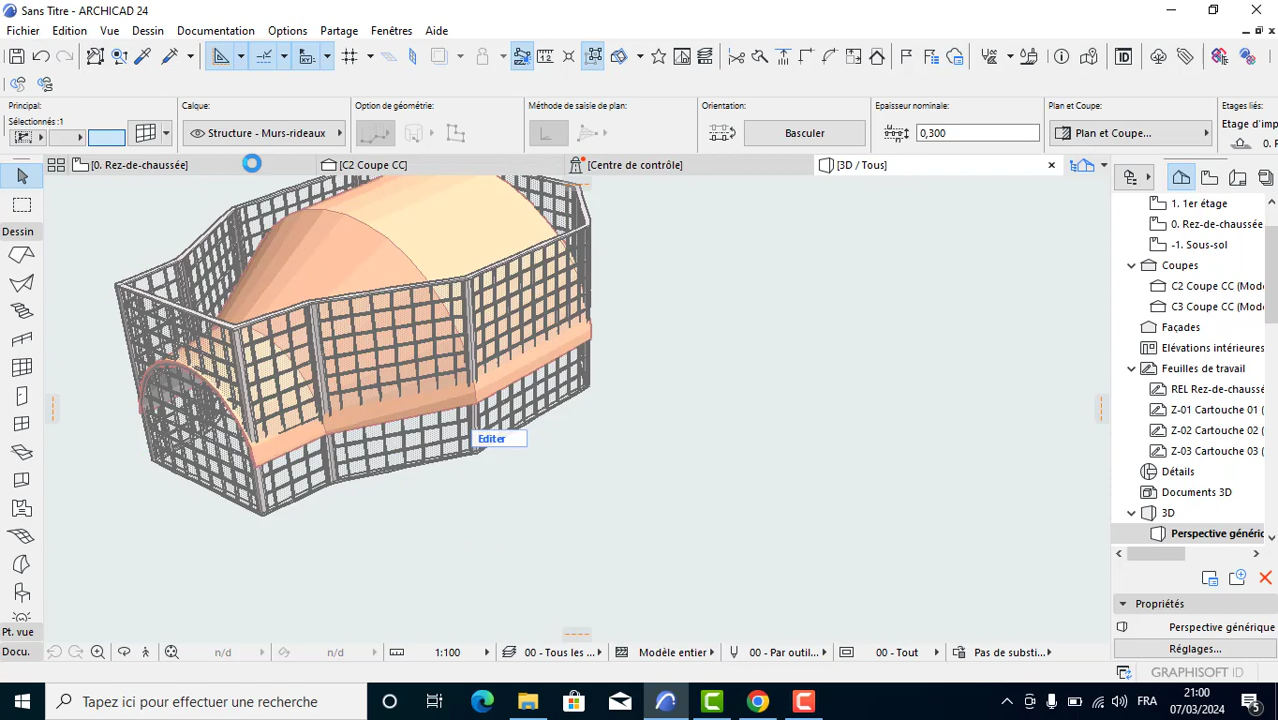 Sans Titre - ARCHICAD 24
Fichier Edition Vue Dessin Documentation Options Partage Fenêtres Aide
Principal: Calque: Option de géométrie: Méthode de saisie de plan: Orientation: Epaisseur nominale: Plan et Coupe: Etages liés:
Sélectionnés :1 Structure - Murs-rideaux Basculer 0,300 Plan et Coupe... Etage d'imp
0. R
[0. Rez-de-chaussée] [C2 Coupe CC] [Centre de contrôle] [3D / Tous]
1. 1er étage
0. Rez-de-chaussée
-1. Sous-sol
Coupes
C2 Coupe CC (Mod
C3 Coupe CC (Mod
Façades
Elévations intérieures
Feuilles de travail
REL Rez-de-chaussé
Z-01 Cartouche 01 (
Z-02 Cartouche 02 (
Z-03 Cartouche 03 (
Détails
Documents 3D
3D
Perspective génériq
Dessin
Editer
Pt. vue
Docu.
Propriétés
Perspective générique
Réglages...
n/d n/d 1:100 00 - Tous les ... Modèle entier 00 - Par outil... 00 - Tout Pas de substi...
GRAPHISOFT ID
Tapez ici pour effectuer une recherche
FRA
21:00
07/03/2024
5